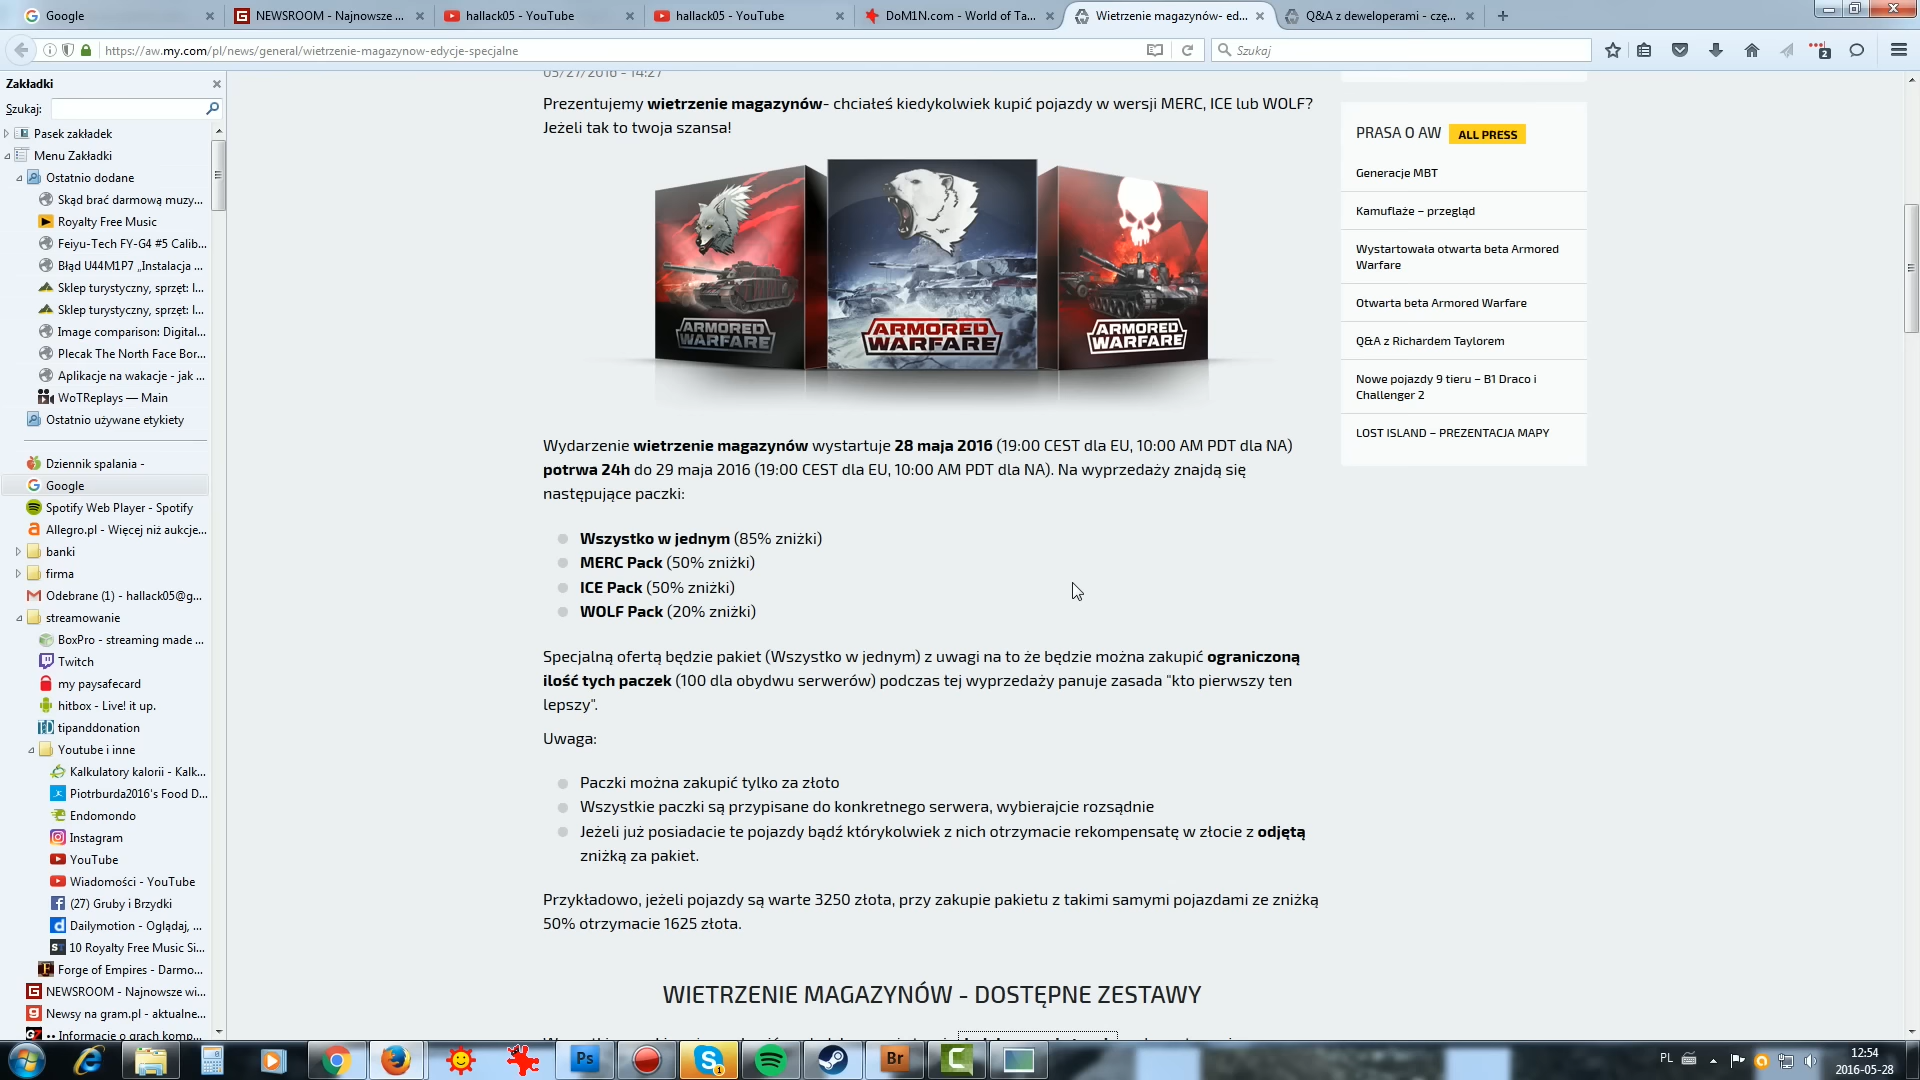 Google
NEWSROOM - Najnowsze ...
hallack05 - YouTube
hallack05 - YouTube
DoM1N.com - World of Ta...
Wietrzenie magazynów- ed...
Q&A z deweloperami - czę...
https://aw.my.com/pl/news/general/wietrzenie-magazynow-edycje-specjalne
Szukaj
2
Zakładki
Szukaj:
Pasek zakładek
Menu Zakładki
Ostatnio dodane
Skąd brać darmową muzy...
Royalty Free Music
Feiyu-Tech FY-G4 #5 Calib...
Błąd U44M1P7 „Instalacja ...
Sklep turystyczny, sprzęt: l...
Sklep turystyczny, sprzęt: l...
Image comparison: Digital...
Plecak The North Face Bor...
Aplikacje na wakacje - jak ...
WoTReplays — Main
Ostatnio używane etykiety
Dziennik spalania -
Google
Spotify Web Player - Spotify
Allegro.pl - Więcej niż aukcje...
banki
firma
Odebrane (1) - hallack05@g...
streamowanie
BoxPro - streaming made ...
Twitch
my paysafecard
hitbox - Live! it up.
tipanddonation
Youtube i inne
Kalkulatory kalorii - Kalk...
Piotrburda2016's Food D...
Endomondo
Instagram
YouTube
Wiadomości - YouTube
(27) Gruby i Brzydki
Dailymotion - Oglądaj, ...
10 Royalty Free Music Si...
Forge of Empires - Darmo...
NEWSROOM - Najnowsze wi...
Newsy na gram.pl - aktualne...
•• Informacje o grach komp...
05/27/2016 - 14:27
Prezentujemy wietrzenie magazynów- chciałeś kiedykolwiek kupić pojazdy w wersji MERC, ICE lub WOLF?
Jeżeli tak to twoja szansa!
ARMORED WARFARE
ARMORED WARFARE
ARMORED WARFARE
Wydarzenie wietrzenie magazynów wystartuje 28 maja 2016 (19:00 CEST dla EU, 10:00 AM PDT dla NA)
potrwa 24h do 29 maja 2016 (19:00 CEST dla EU, 10:00 AM PDT dla NA). Na wyprzedaży znajdą się
następujące paczki:
Wszystko w jednym (85% zniżki)
MERC Pack (50% zniżki)
ICE Pack (50% zniżki)
WOLF Pack (20% zniżki)
Specjalną ofertą będzie pakiet (Wszystko w jednym) z uwagi na to że będzie można zakupić ograniczoną
ilość tych paczek (100 dla obydwu serwerów) podczas tej wyprzedaży panuje zasada "kto pierwszy ten
lepszy".
Uwaga:
Paczki można zakupić tylko za złoto
Wszystkie paczki są przypisane do konkretnego serwera, wybierajcie rozsądnie
Jeżeli już posiadacie te pojazdy bądź którykolwiek z nich otrzymacie rekompensatę w złocie z odjętą
zniżką za pakiet.
Przykładowo, jeżeli pojazdy są warte 3250 złota, przy zakupie pakietu z takimi samymi pojazdami ze zniżką
50% otrzymacie 1625 złota.
WIETRZENIE MAGAZYNÓW - DOSTĘPNE ZESTAWY
PRASA O AW ALL PRESS
Generacje MBT
Kamuflaże – przegląd
Wystartowała otwarta beta Armored
Warfare
Otwarta beta Armored Warfare
Q&A z Richardem Taylorem
Nowe pojazdy 9 tieru – B1 Draco i
Challenger 2
LOST ISLAND – PREZENTACJA MAPY
Ps
1
Br
PL
12:54
2016-05-28